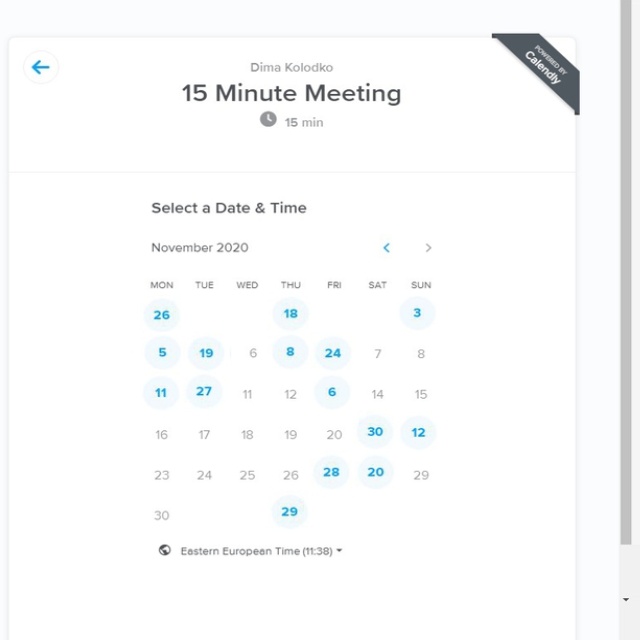 POWERED BY
Calendly
Dima Kolodko
15 Minute Meeting
15 min
Select a Date & Time
November 2020
MON TUE WED THU FRI SAT SUN
26 18 3
5 19 6 8 24 7 8
11 27 11 12 6 14 15
16 17 18 19 20 30 12
23 24 25 26 28 20 29
30 29
Eastern European Time (11:38)